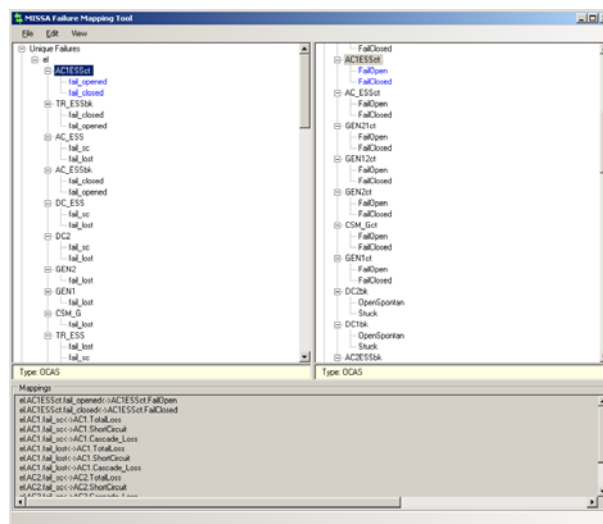 MISSA Failure Mapping Tool
File Edit View
Unique Failures
el
AC1ESSct
fail_opened
fail_closed
TR_ESSbk
fail_closed
fail_opened
AC_ESS
fail_sc
fail_lost
AC_ESSbk
fail_closed
fail_opened
DC_ESS
fail_sc
fail_lost
DC2
fail_sc
fail_lost
GEN2
fail_lost
GEN1
fail_lost
CSM_G
fail_lost
TR_ESS
fail_lost
fail_sc
Type: OCAS
FailClosed
AC1ESSct
FailOpen
FailClosed
AC_ESSct
FailOpen
FailClosed
GEN21ct
FailOpen
FailClosed
GEN12ct
FailOpen
FailClosed
GEN2ct
FailOpen
FailClosed
CSM_Gct
FailOpen
FailClosed
GEN1ct
FailOpen
FailClosed
DC2bk
OpenSpontan
Stuck
DC1bk
OpenSpontan
Stuck
AC2ESSbk
Type: OCAS
Mappings
el.AC1ESSct.fail_opened<->AC1ESSct.FailOpen
el.AC1ESSct.fail_closed<->AC1ESSct.FailClosed
el.AC1.fail_sc<->AC1.TotalLoss
el.AC1.fail_sc<->AC1.ShortCircuit
el.AC1.fail_sc<->AC1.Cascade_Loss
el.AC1.fail_lost<->AC1.TotalLoss
el.AC1.fail_lost<->AC1.ShortCircuit
el.AC1.fail_lost<->AC1.Cascade_Loss
el.AC2.fail_sc<->AC2.TotalLoss
el.AC2.fail_sc<->AC2.ShortCircuit
el.AC2.fail_sc<->AC2.Cascade_Loss